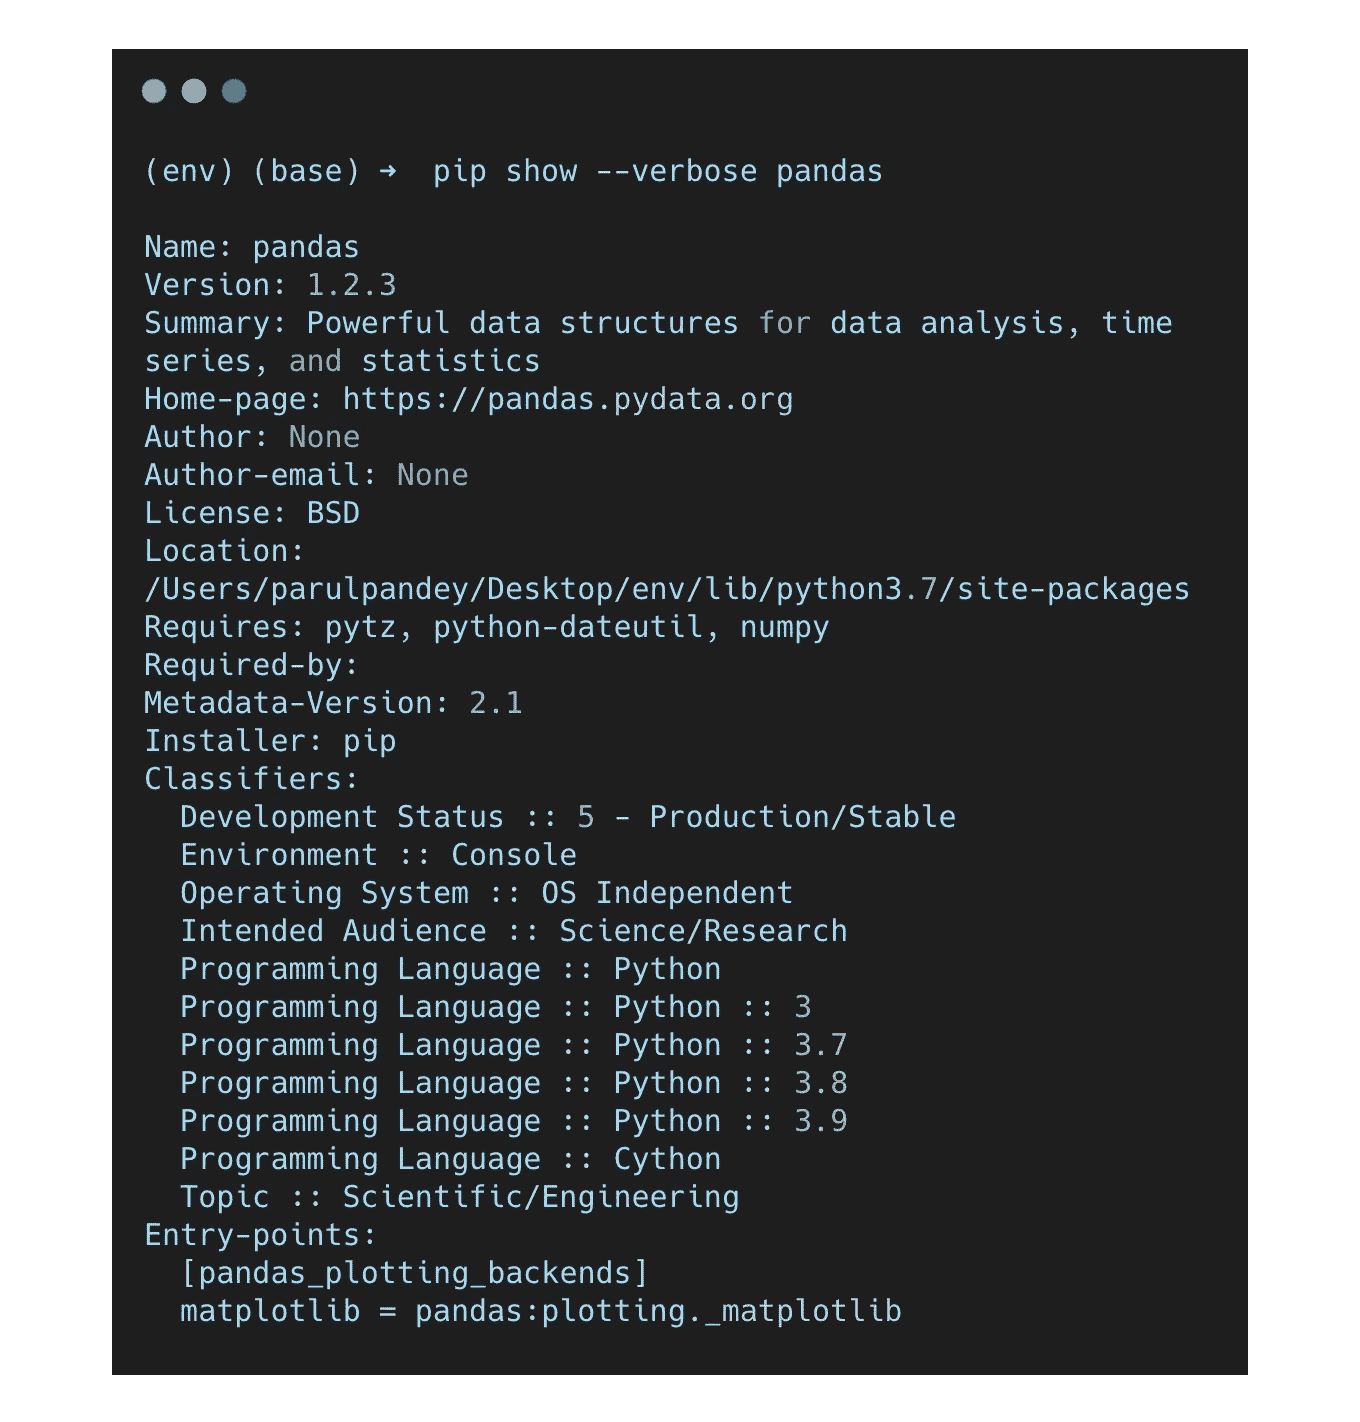 (env) (base) → pip show --verbose pandas
Name: pandas
Version: 1.2.3
Summary: Powerful data structures for data analysis, time
series, and statistics
Home-page: https://pandas.pydata.org
Author: None
Author-email: None
License: BSD
Location:
/Users/parulpandey/Desktop/env/lib/python3.7/site-packages
Requires: pytz, python-dateutil, numpy
Required-by:
Metadata-Version: 2.1
Installer: pip
Classifiers:
  Development Status :: 5 - Production/Stable
  Environment :: Console
  Operating System :: OS Independent
  Intended Audience :: Science/Research
  Programming Language :: Python
  Programming Language :: Python :: 3
  Programming Language :: Python :: 3.7
  Programming Language :: Python :: 3.8
  Programming Language :: Python :: 3.9
  Programming Language :: Cython
  Topic :: Scientific/Engineering
Entry-points:
  [pandas_plotting_backends]
  matplotlib = pandas:plotting._matplotlib